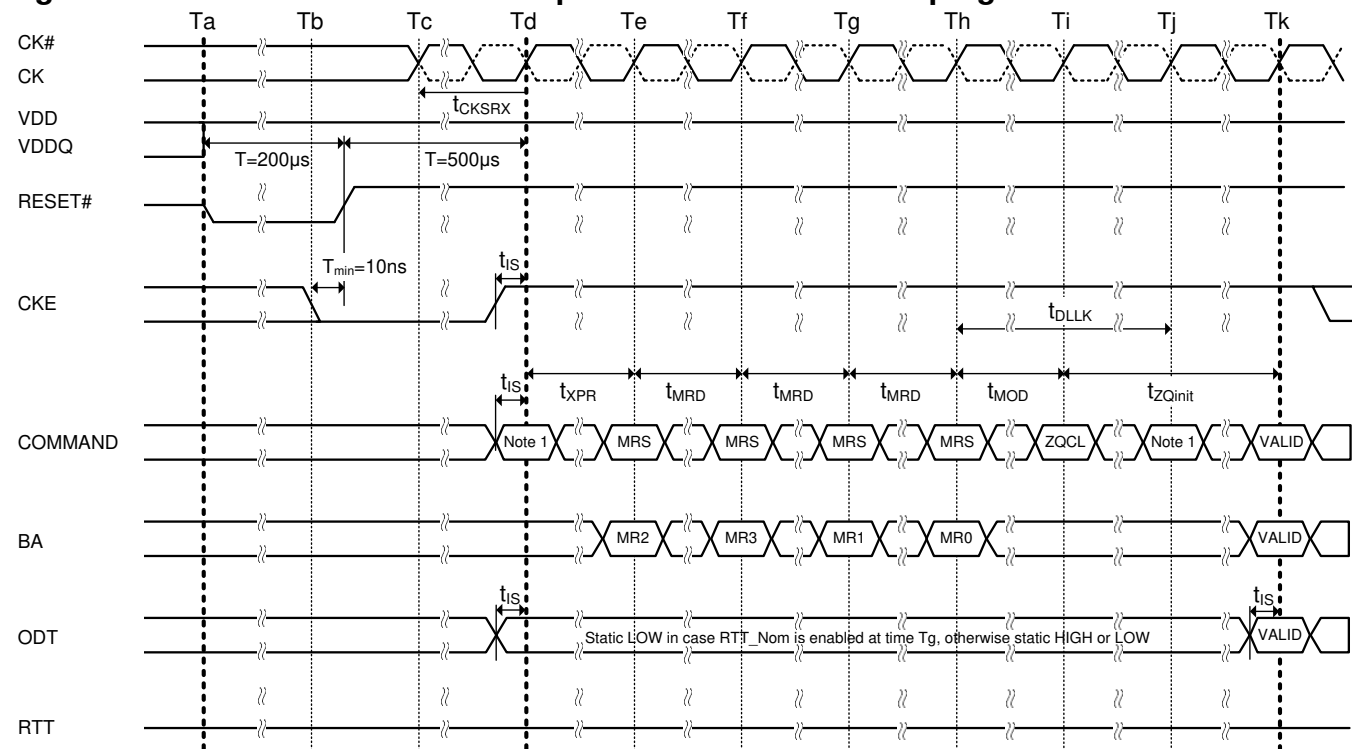 Ta Tb Tc Td Te Tf Tg Th Ti Tj Tk
CK#
CK
tCKSRX
VDD
VDDQ
T=200µs T=500µs
RESET#
tIS
Tmin=10ns
CKE
tDLLK
tIS tXPR tMRD tMRD tMRD tMOD tZQinit
COMMAND Note 1 MRS MRS MRS MRS ZQCL Note 1 VALID
BA MR2 MR3 MR1 MR0 VALID
tIS tIS
ODT Static LOW in case RTT_Nom is enabled at time Tg, otherwise static HIGH or LOW VALID
RTT